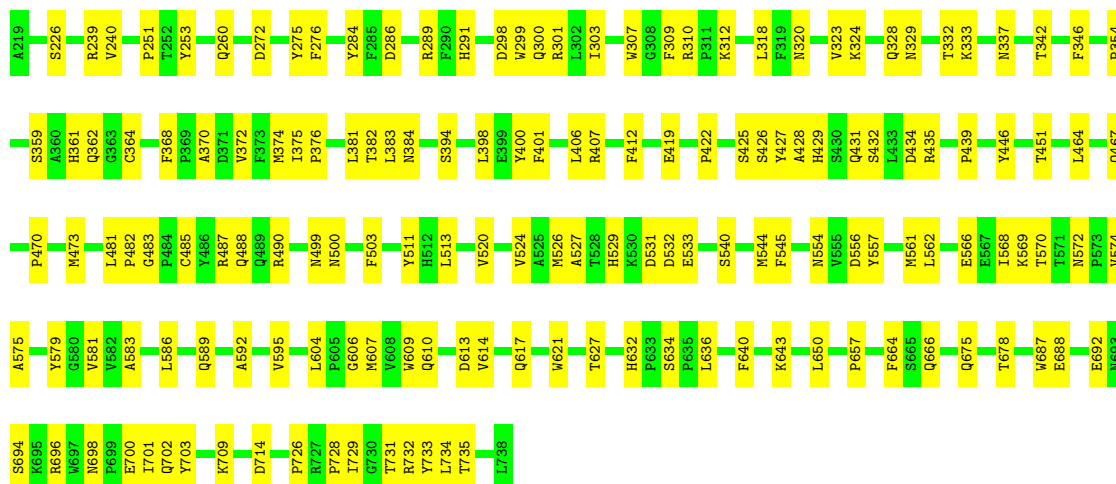 A219 S226 R239 V240 P251 T252 Y253 Q260 D272 Y275 F276 Y284 F285 D286 R289 F290 H291 D298 W299 Q300 R301 L302 I303 W307 G308 F309 R310 P311 K312 L318 F319 N320 V323 K324 Q328 N329 T332 K333 N337 T342 F346
S359 A360 H361 Q362 G363 C364 F368 P369 A370 D371 V372 F373 M374 I375 P376 L381 T382 L383 N384 S394 L398 E399 Y400 F401 L406 R407 F412 E419 P422 S425 S426 Y427 A428 H429 S430 Q431 S432 L433 D434 R435 P439 Y446 T451 L464
P470 M473 L481 P482 G483 P484 C485 Y486 R487 Q488 Q489 R490 N499 N500 F503 Y511 H512 L513 V520 V524 A525 M526 A527 T528 H529 K530 D531 D532 E533 S540 M544 F545 N554 V555 D556 Y557 M561 L562 E566 E567 I568 K569 T570 T571 N572 P573 V574
A575 Y579 G580 V581 V582 A583 L586 Q589 A592 V595 L604 P605 G606 M607 V608 W609 Q610 D613 V614 Q617 W621 T627 H632 P633 S634 P635 L636 F640 K643 L650 P657 F664 S665 Q666 Q675 T678 W687 E688 E692 N693
S694 K695 R696 W697 N698 P699 E700 I701 Q702 Y703 K709 D714 P726 R727 P728 I729 G730 T731 R732 Y733 L734 T735 L738